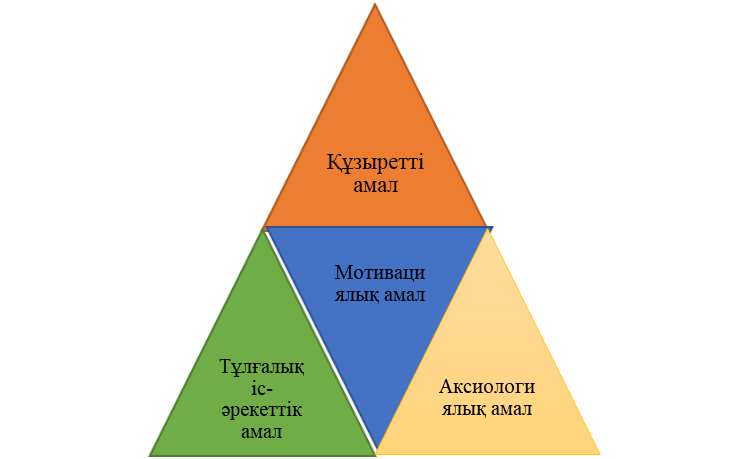 Құзыретті
амал
Мотиваци
ялық амал
Тұлғалық
іс-
әрекеттік
амал
Аксиологи
ялық амал